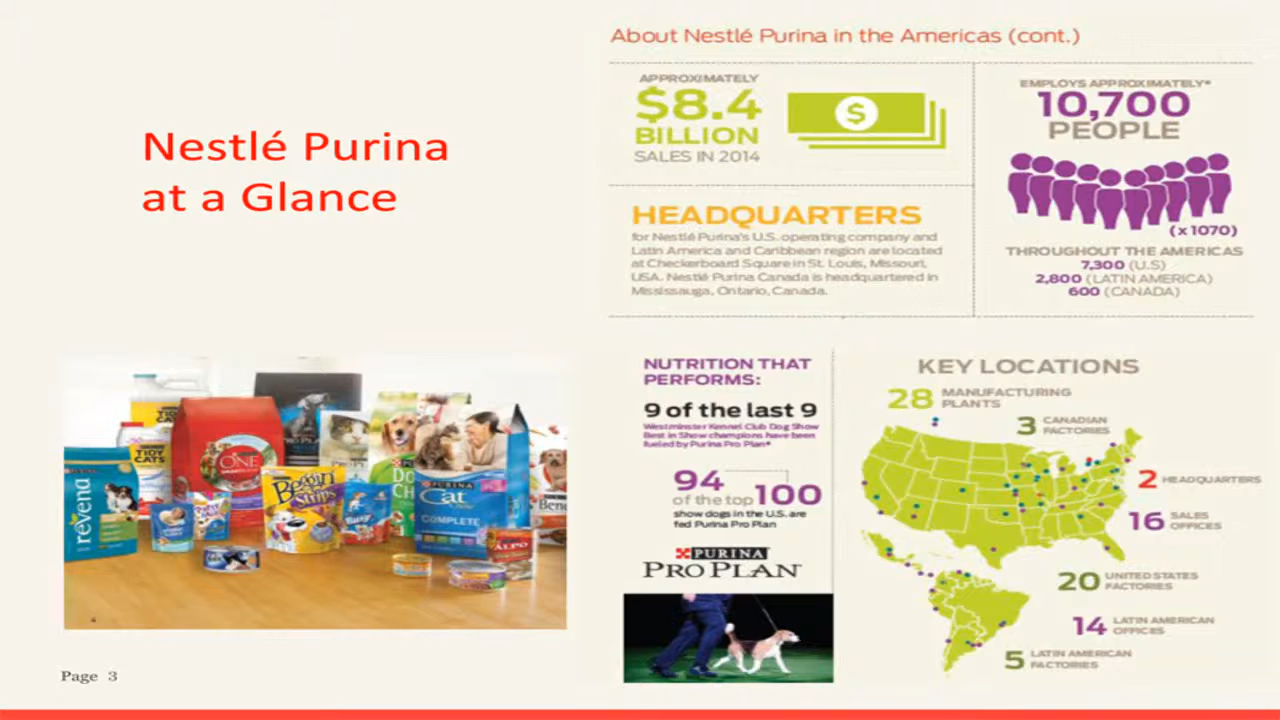 Nestlé Purina
at a Glance
About Nestlé Purina in the Americas (cont.)
APPROXIMATELY
$8.4
BILLION
SALES IN 2014
$
EMPLOYS APPROXIMATELY*
10,700
PEOPLE
(x 1070)
THROUGHOUT THE AMERICAS
7,300 (U.S)
2,800 (LATIN AMERICA)
600 (CANADA)
HEADQUARTERS
for Nestlé Purina's U.S. operating company and
Latin America and Caribbean region are located
at Checkerboard Square in St. Louis, Missouri,
USA. Nestlé Purina Canada is headquartered in
Mississauga, Ontario, Canada.
NUTRITION THAT
PERFORMS:
9 of the last 9
Westminster Kennel Club Dog Show
Best in Show champions have been
fueled by Purina Pro Plan*
94
of the top 100
show dogs in the U.S. are
fed Purina Pro Plan
PURINA
PRO PLAN
KEY LOCATIONS
28 MANUFACTURING
PLANTS
3 CANADIAN
FACTORIES
2 HEADQUARTERS
16 SALES
OFFICES
20 UNITED STATES
FACTORIES
14 LATIN AMERICAN
OFFICES
5 LATIN AMERICAN
FACTORIES
TIDY
CATS
ONE
revena
Beggin'
Strips
Busy
PURINA
Cat
COMPLETE
ALPO
4
Page 3